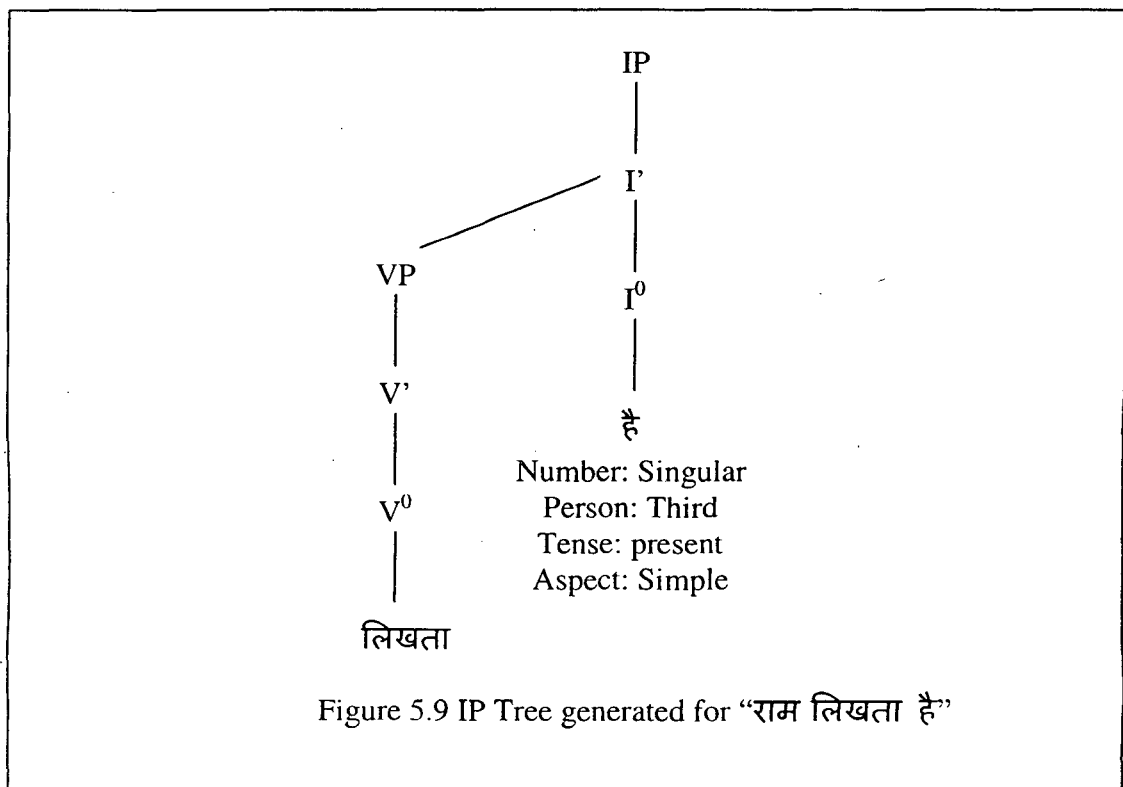 IP
I’
VP
I⁰
V’
है
Number: Singular
V⁰
Person: Third
Tense: present
Aspect: Simple
लिखता
Figure 5.9 IP Tree generated for “राम लिखता है”